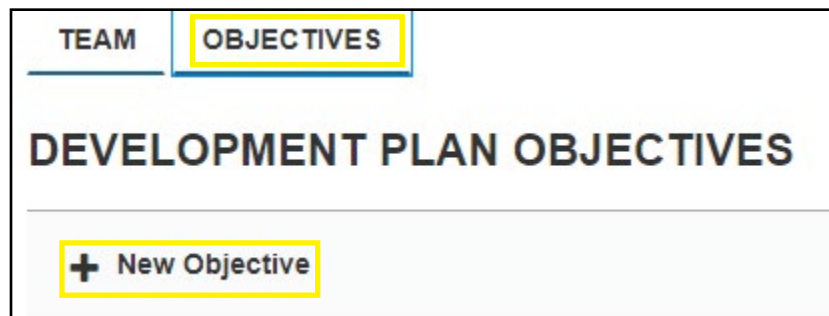 TEAM OBJECTIVES
DEVELOPMENT PLAN OBJECTIVES
+ New Objective